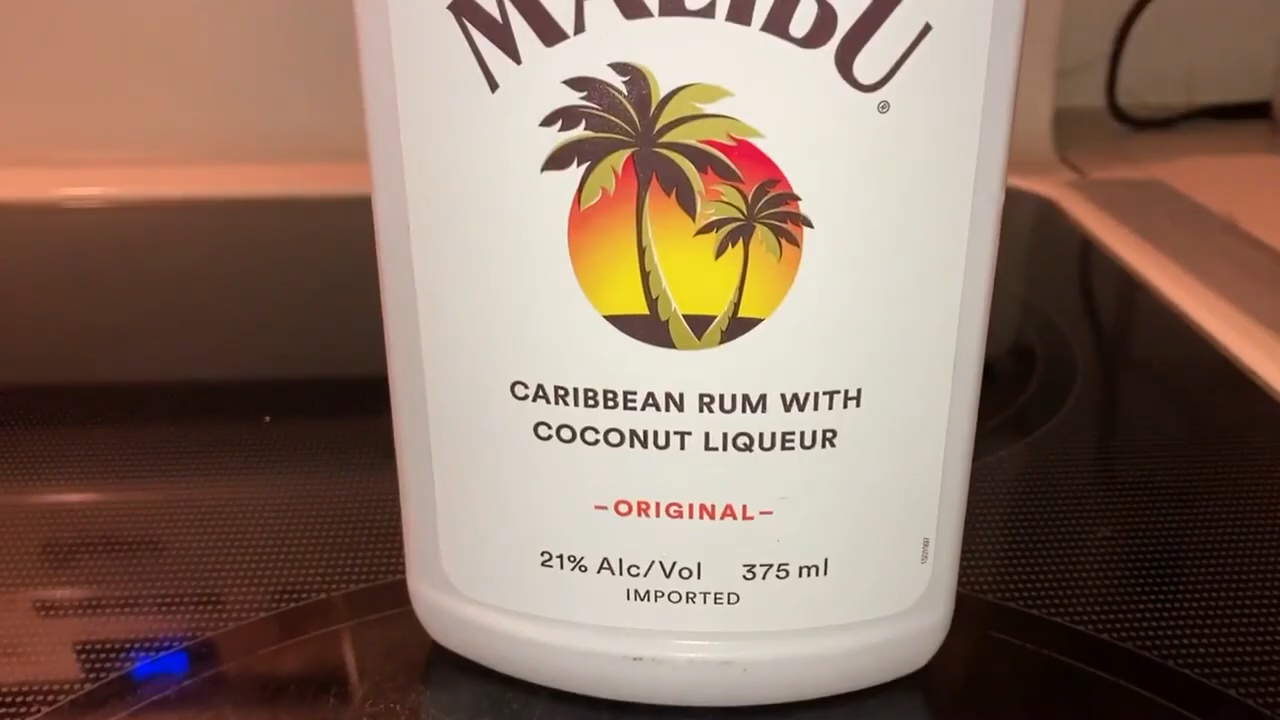 MALIBU
®
CARIBBEAN RUM WITH
COCONUT LIQUEUR
-ORIGINAL-
21% Alc/Vol 375 ml
IMPORTED